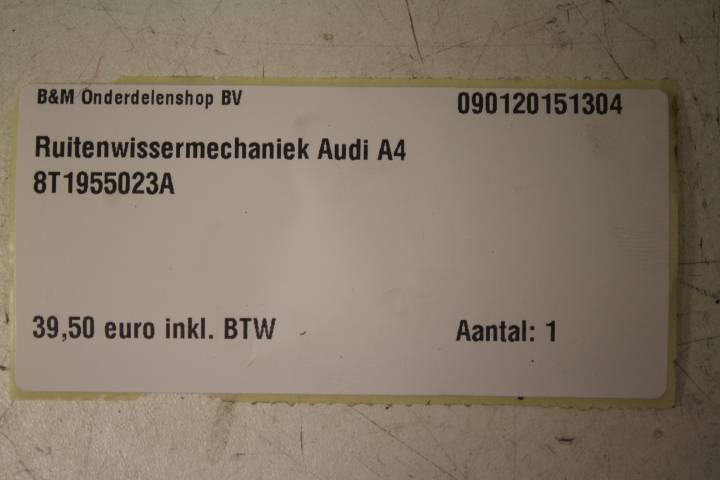 B&M Onderdelenshop BV 090120151304
Ruitenwissermechaniek Audi A4
8T1955023A
39,50 euro inkl. BTW Aantal: 1